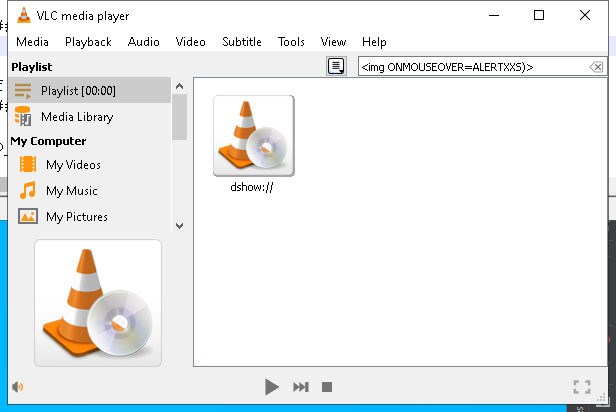 VLC media player
Media Playback Audio Video Subtitle Tools View Help
Playlist
<img ONMOUSEOVER=ALERTXXS)>
Playlist [00:00]
Media Library
My Computer
My Videos
My Music
My Pictures
dshow://